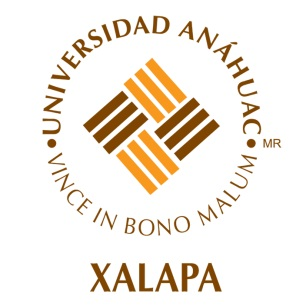 • UNIVERSIDAD ANÁHUAC •
VINCE IN BONO MALUM
MR
XALAPA